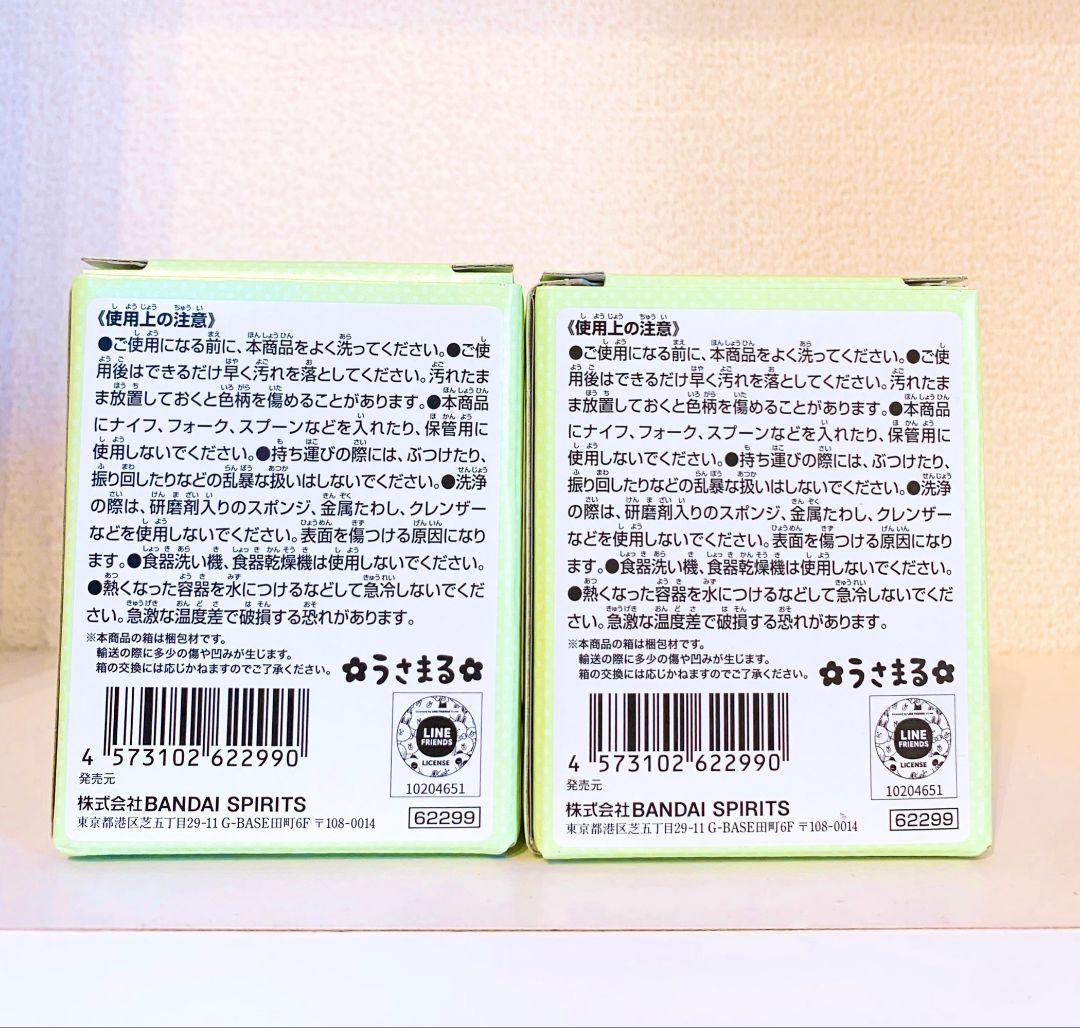 《使用上の注意》
●ご使用になる前に、本商品をよく洗ってください。●ご使
用後はできるだけ早く汚れを落としてください。汚れたま
ま放置しておくと色柄を傷めることがあります。●本商品
にナイフ、フォーク、スプーンなどを入れたり、保管用に
使用しないでください。●持ち運びの際には、ぶつけたり、
振り回したりなどの乱暴な扱いはしないでください。●洗浄
の際は、研磨剤入りのスポンジ、金属たわし、クレンザー
などを使用しないでください。表面を傷つける原因になり
ます。●食器洗い機、食器乾燥機は使用しないでください。
●熱くなった容器を水につけるなどして急冷しないでくだ
さい。急激な温度差で破損する恐れがあります。
※本商品の箱は梱包材です。
輸送の際に多少の傷や凹みが生じます。
箱の交換には応じかねますのでご了承ください。
うさまる
4 573102 622990
LINE
FRIENDS
LICENSE
10204651
発売元
株式会社BANDAI SPIRITS
東京都港区芝五丁目29-11 G-BASE田町6F 〒108-0014
62299
《使用上の注意》
●ご使用になる前に、本商品をよく洗ってください。●ご使
用後はできるだけ早く汚れを落としてください。汚れたま
ま放置しておくと色柄を傷めることがあります。●本商品
にナイフ、フォーク、スプーンなどを入れたり、保管用に
使用しないでください。●持ち運びの際には、ぶつけたり、
振り回したりなどの乱暴な扱いはしないでください。●洗浄
の際は、研磨剤入りのスポンジ、金属たわし、クレンザー
などを使用しないでください。表面を傷つける原因になり
ます。●食器洗い機、食器乾燥機は使用しないでください。
●熱くなった容器を水につけるなどして急冷しないでくだ
さい。急激な温度差で破損する恐れがあります。
※本商品の箱は梱包材です。
輸送の際に多少の傷や凹みが生じます。
箱の交換には応じかねますのでご了承ください。
うさまる
4 573102 622990
LINE
FRIENDS
LICENSE
10204651
発売元
株式会社BANDAI SPIRITS
東京都港区芝五丁目29-11 G-BASE田町6F 〒108-0014
62299